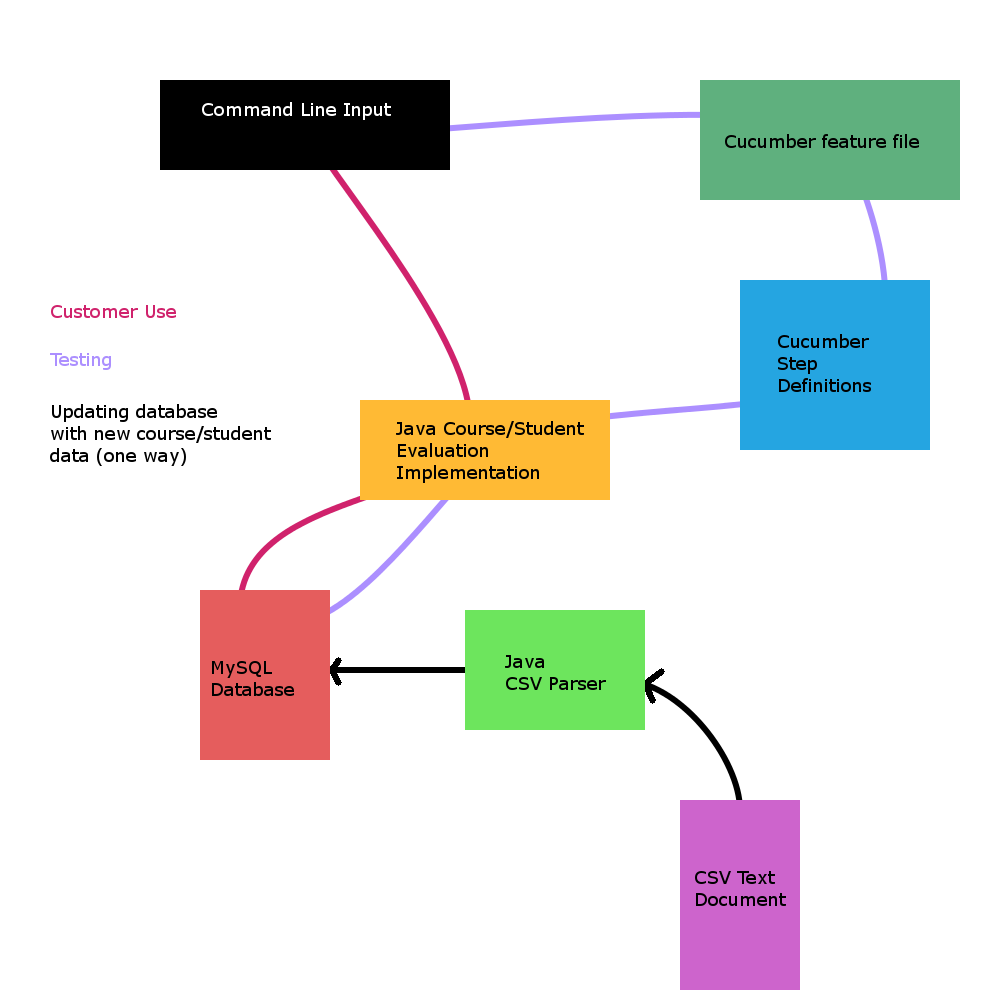 Command Line Input
Cucumber feature file
Customer Use
Testing
Updating database
with new course/student
data (one way)
Cucumber
Step
Definitions
Java Course/Student
Evaluation
Implementation
MySQL
Database
Java
CSV Parser
CSV Text
Document